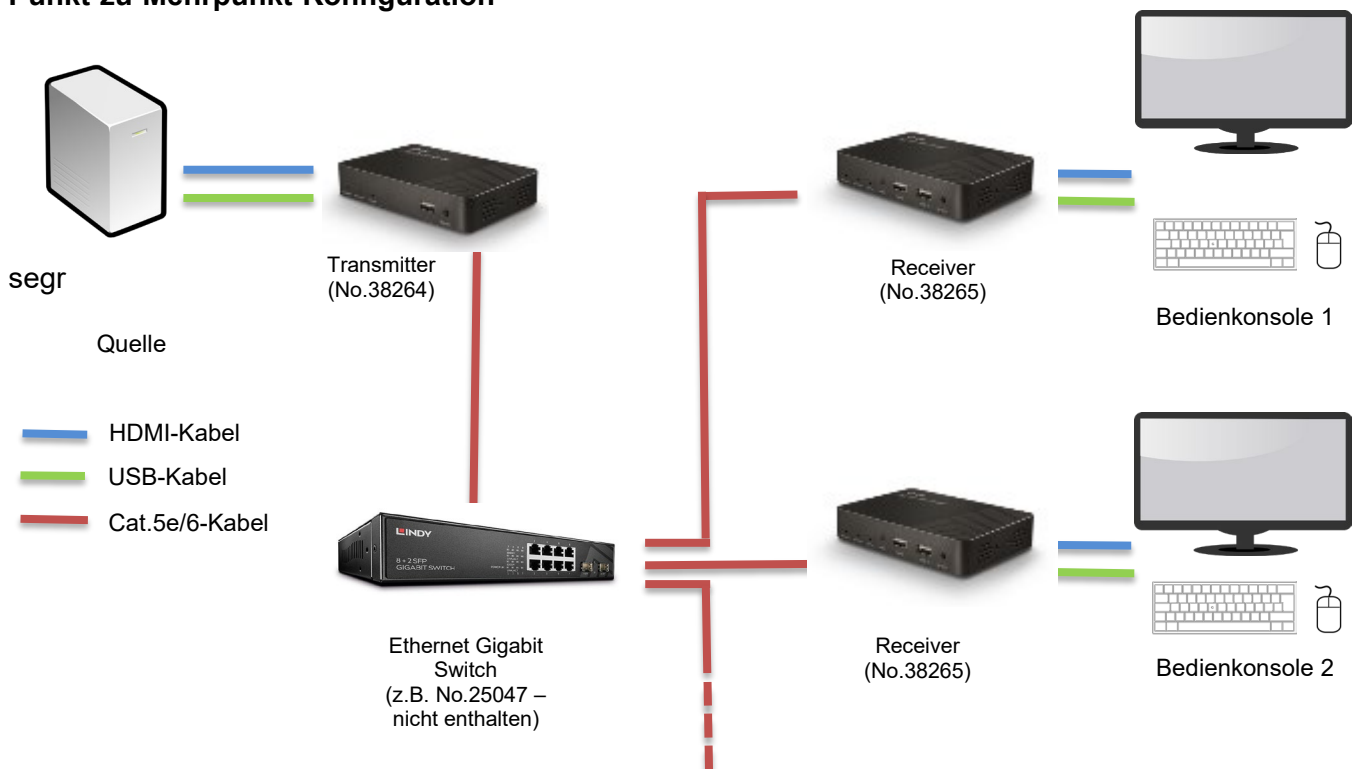 Punkt-zu-Mehrpunkt-Konfiguration
segr
Quelle
HDMI-Kabel
USB-Kabel
Cat.5e/6-Kabel
Transmitter
(No.38264)
LINDY
8 + 2 SFP
GIGABIT SWITCH
Ethernet Gigabit
Switch
(z.B. No.25047 –
nicht enthalten)
Receiver
(No.38265)
Bedienkonsole 1
Receiver
(No.38265)
Bedienkonsole 2